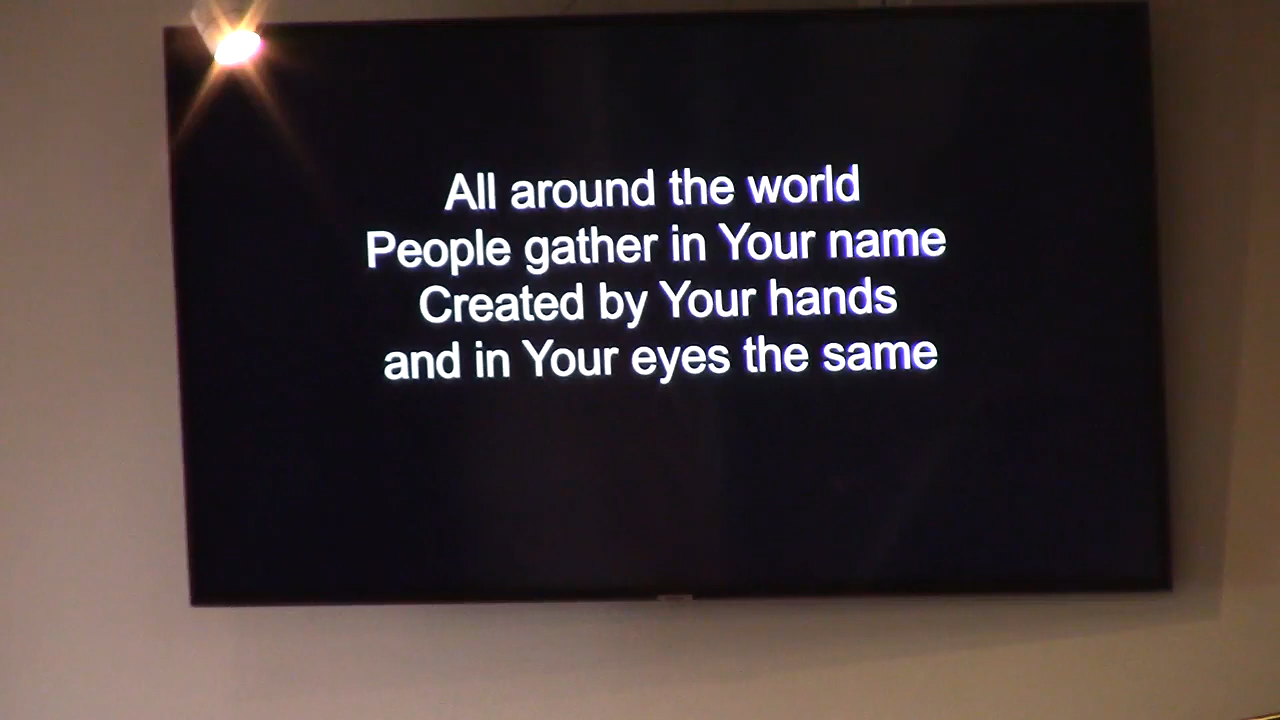 All around the world
People gather in Your name
Created by Your hands
and in Your eyes the same